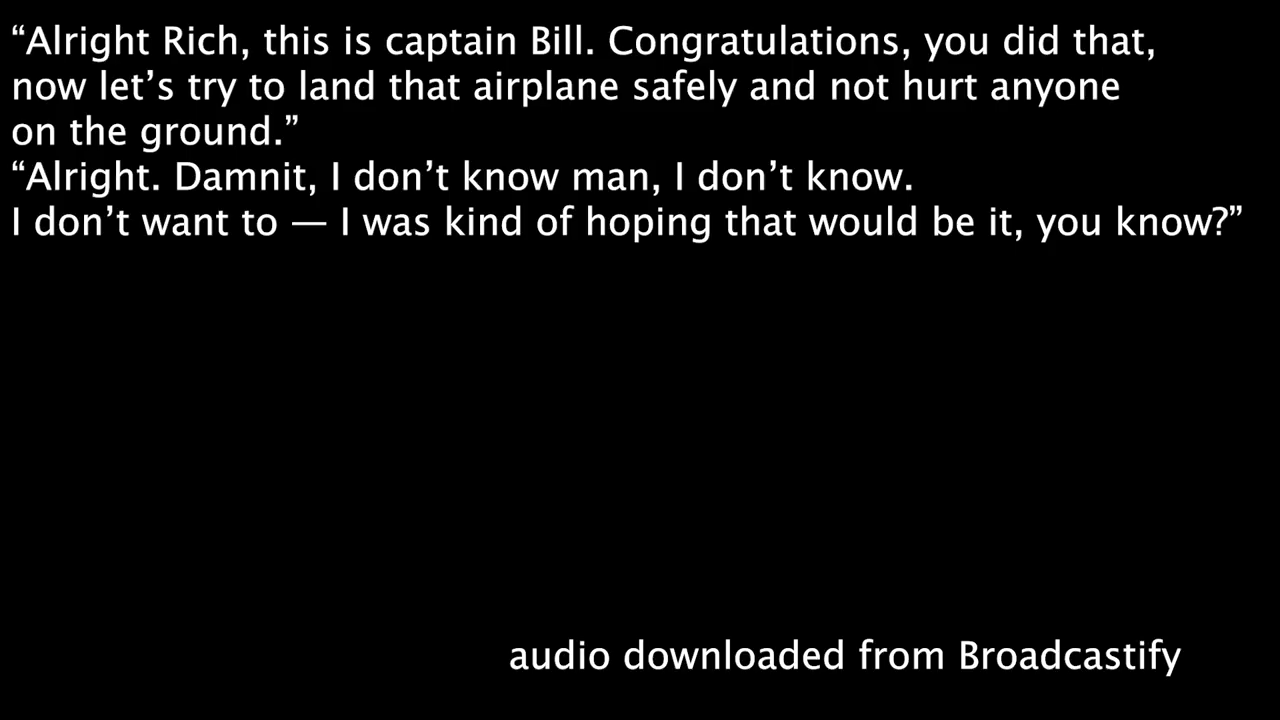 “Alright Rich, this is captain Bill. Congratulations, you did that,
now let’s try to land that airplane safely and not hurt anyone
on the ground.”
“Alright. Damnit, I don’t know man, I don’t know.
I don’t want to — I was kind of hoping that would be it, you know?”
audio downloaded from Broadcastify